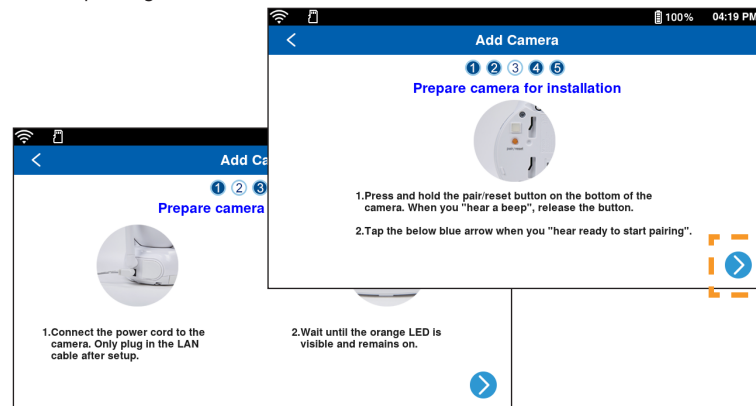 100% 04:19 PM
Add Camera
1 2 3 4 5
Prepare camera for installation
1.Press and hold the pair/reset button on the bottom of the
camera. When you "hear a beep", release the button.
2.Tap the below blue arrow when you "hear ready to start pairing".
Add Ca
1 2 3
Prepare camera
1.Connect the power cord to the
camera. Only plug in the LAN
cable after setup.
2.Wait until the orange LED is
visible and remains on.